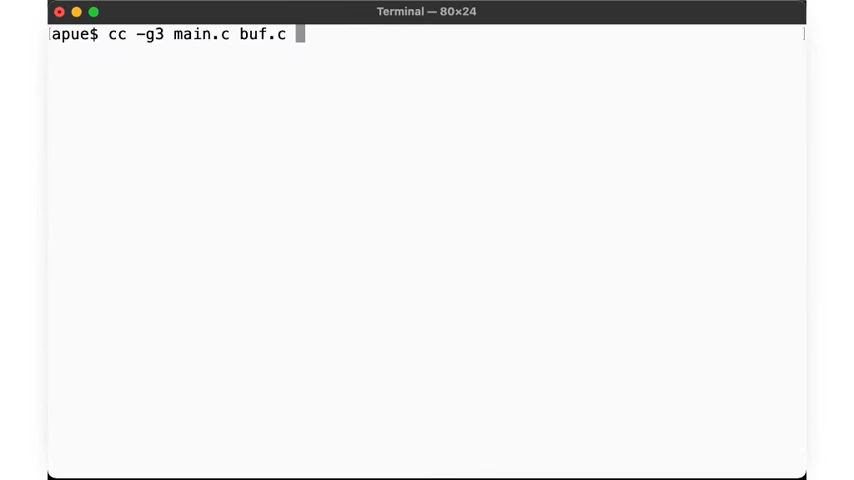 Terminal — 80×24
apue$ cc -g3 main.c buf.c